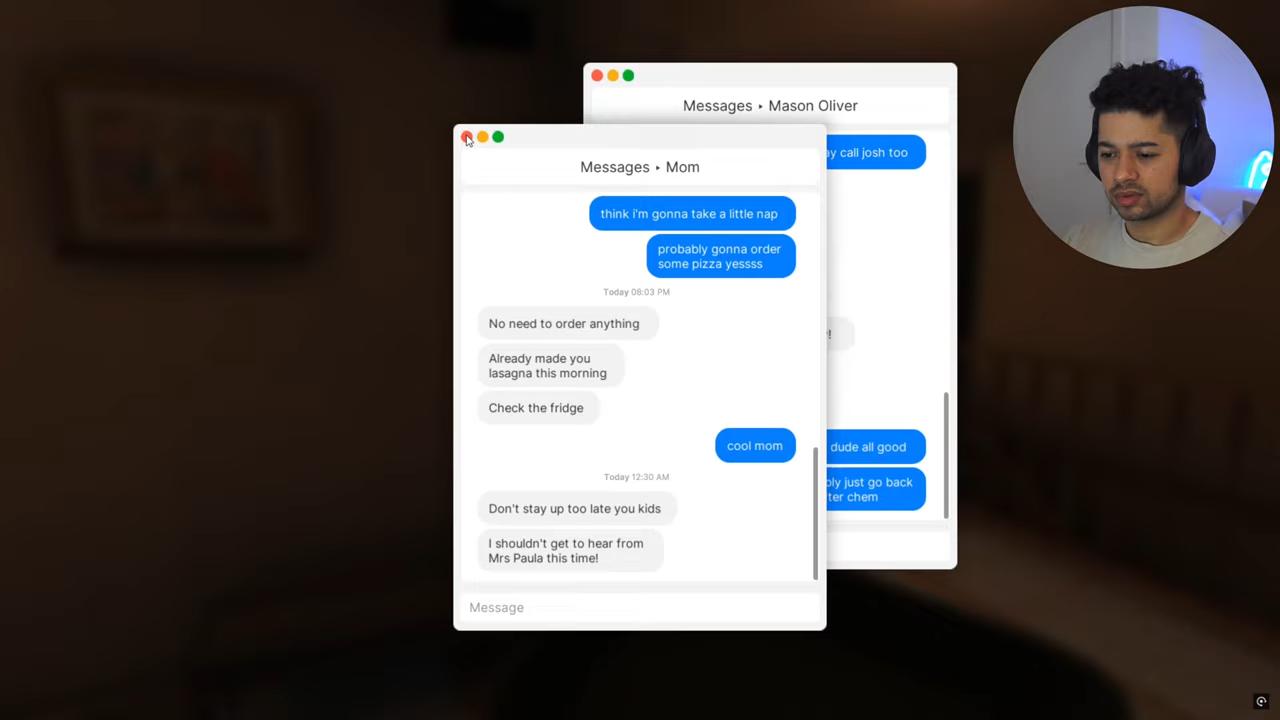 Messages ▸ Mason Oliver
ay call josh too
Messages ▸ Mom
think i'm gonna take a little nap
probably gonna order
some pizza yessss
Today 08:03 PM
No need to order anything
!
Already made you
lasagna this morning
Check the fridge
cool mom
dude all good
Today 12:30 AM
bly just go back
ter chem
Don't stay up too late you kids
I shouldn't get to hear from
Mrs Paula this time!
Message